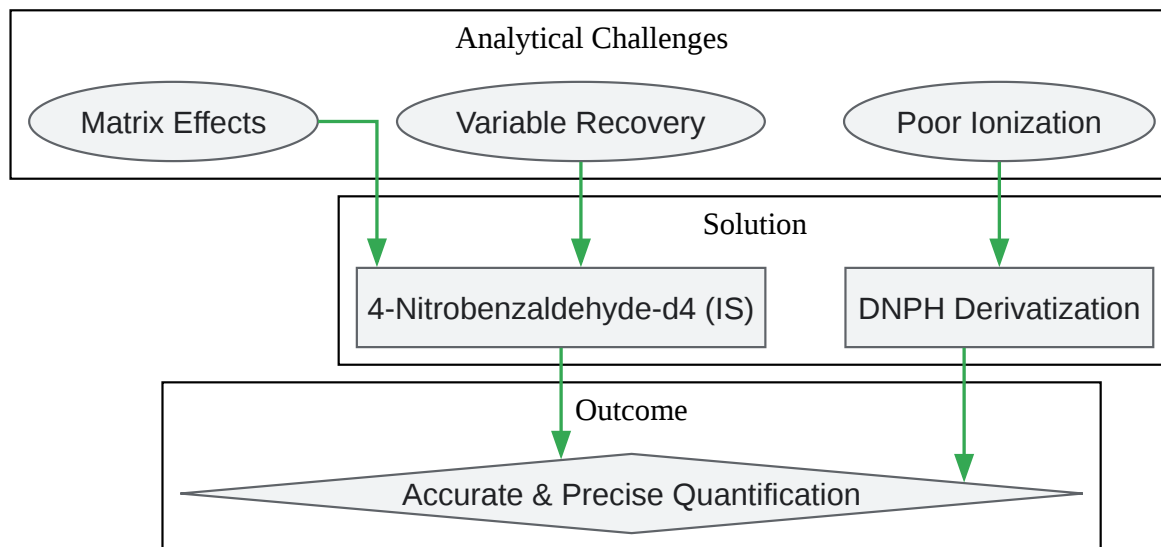 Analytical Challenges
Matrix Effects
Variable Recovery
Poor Ionization
Solution
4-Nitrobenzaldehyde-d4 (IS)
DNPH Derivatization
Outcome
Accurate & Precise Quantification